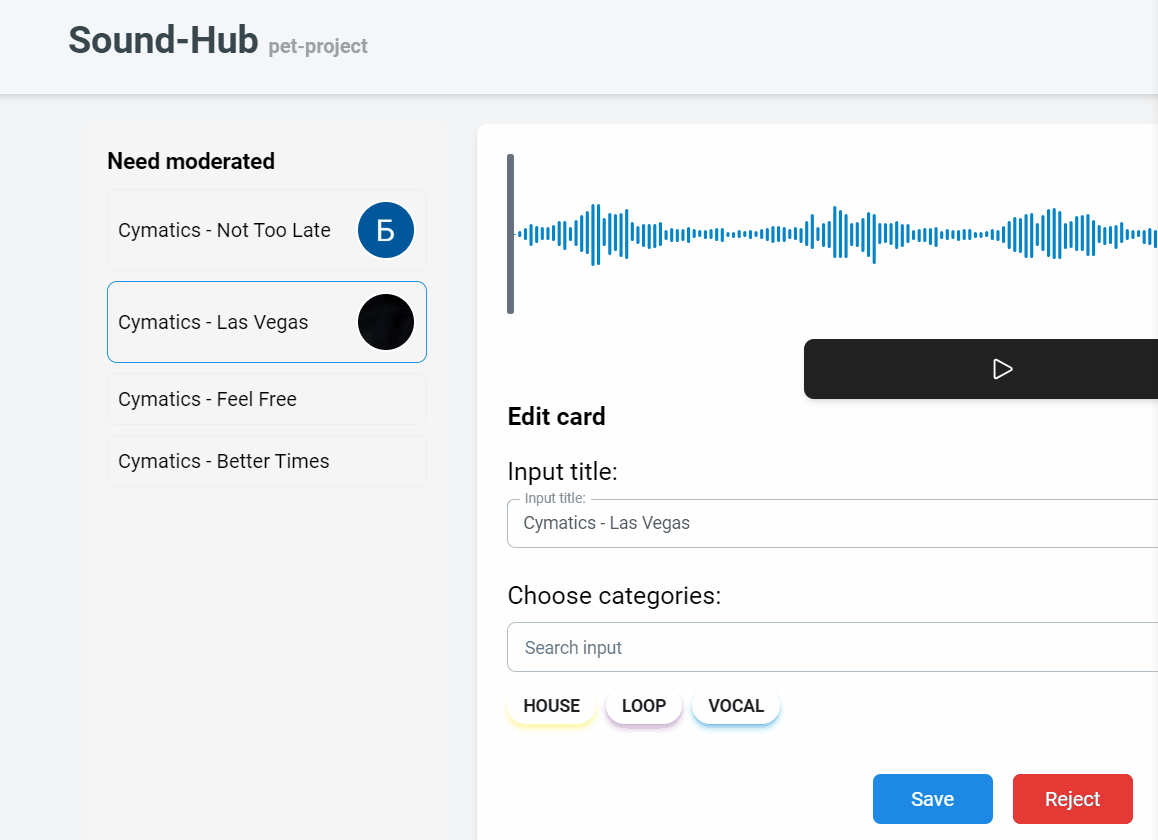 Sound-Hub pet-project
Need moderated
Cymatics - Not Too Late
Б
Cymatics - Las Vegas
Cymatics - Feel Free
Cymatics - Better Times
Edit card
Input title:
Input title:
Cymatics - Las Vegas
Choose categories:
Search input
HOUSE LOOP VOCAL
Save Reject